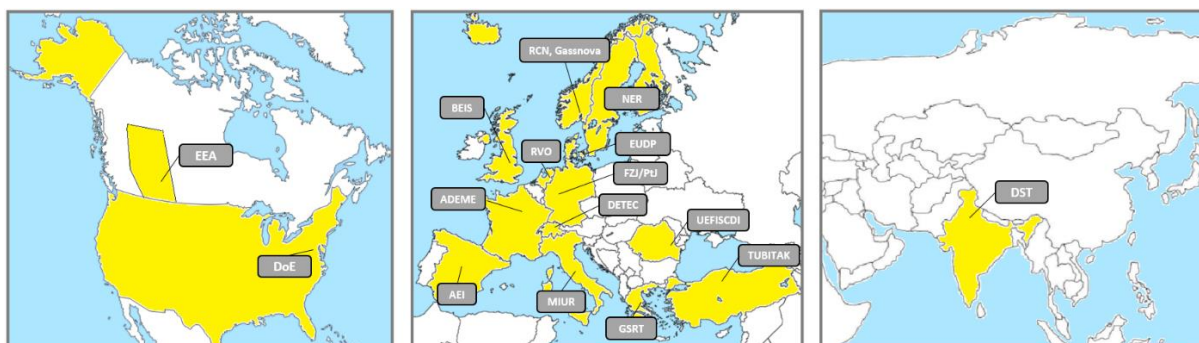 EEA
DoE
RCN, Gassnova
BEIS
NER
RVO
EUDP
FZJ/PtJ
ADEME
DETEC
UEFISCDI
TUBITAK
AEI
MIUR
GSRT
DST